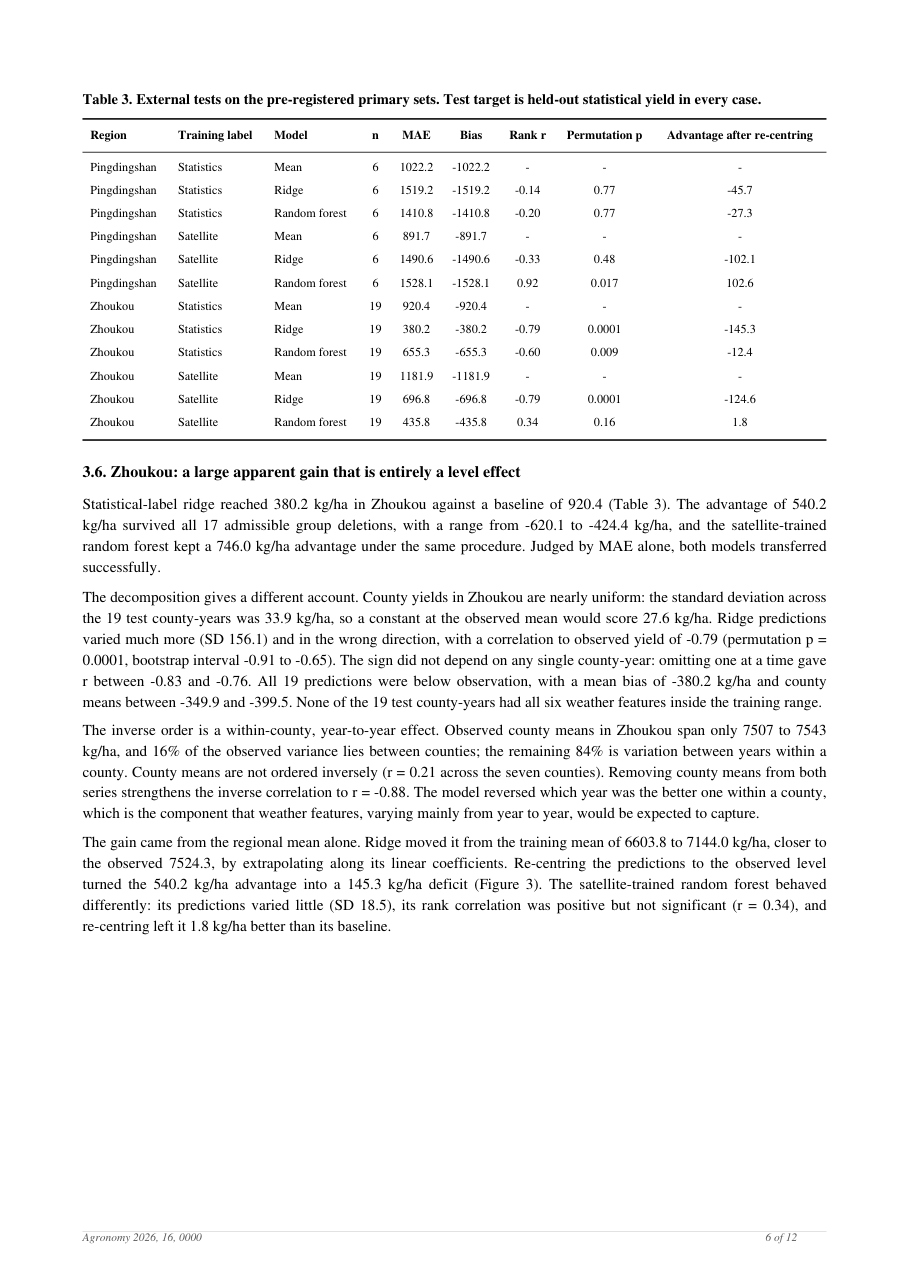 Table 3. External tests on the pre-registered primary sets. Test target is held-out statistical yield in every case.
Region Training label Model n MAE Bias Rank r Permutation p Advantage after re-centring
Pingdingshan Statistics Mean 6 1022.2 -1022.2 - - -
Pingdingshan Statistics Ridge 6 1519.2 -1519.2 -0.14 0.77 -45.7
Pingdingshan Statistics Random forest 6 1410.8 -1410.8 -0.20 0.77 -27.3
Pingdingshan Satellite Mean 6 891.7 -891.7 - - -
Pingdingshan Satellite Ridge 6 1490.6 -1490.6 -0.33 0.48 -102.1
Pingdingshan Satellite Random forest 6 1528.1 -1528.1 0.92 0.017 102.6
Zhoukou Statistics Mean 19 920.4 -920.4 - - -
Zhoukou Statistics Ridge 19 380.2 -380.2 -0.79 0.0001 -145.3
Zhoukou Statistics Random forest 19 655.3 -655.3 -0.60 0.009 -12.4
Zhoukou Satellite Mean 19 1181.9 -1181.9 - - -
Zhoukou Satellite Ridge 19 696.8 -696.8 -0.79 0.0001 -124.6
Zhoukou Satellite Random forest 19 435.8 -435.8 0.34 0.16 1.8
3.6. Zhoukou: a large apparent gain that is entirely a level effect
Statistical-label ridge reached 380.2 kg/ha in Zhoukou against a baseline of 920.4 (Table 3). The advantage of 540.2
kg/ha survived all 17 admissible group deletions, with a range from -620.1 to -424.4 kg/ha, and the satellite-trained
random forest kept a 746.0 kg/ha advantage under the same procedure. Judged by MAE alone, both models transferred
successfully.
The decomposition gives a different account. County yields in Zhoukou are nearly uniform: the standard deviation across
the 19 test county-years was 33.9 kg/ha, so a constant at the observed mean would score 27.6 kg/ha. Ridge predictions
varied much more (SD 156.1) and in the wrong direction, with a correlation to observed yield of -0.79 (permutation p =
0.0001, bootstrap interval -0.91 to -0.65). The sign did not depend on any single county-year: omitting one at a time gave
r between -0.83 and -0.76. All 19 predictions were below observation, with a mean bias of -380.2 kg/ha and county
means between -349.9 and -399.5. None of the 19 test county-years had all six weather features inside the training range.
The inverse order is a within-county, year-to-year effect. Observed county means in Zhoukou span only 7507 to 7543
kg/ha, and 16% of the observed variance lies between counties; the remaining 84% is variation between years within a
county. County means are not ordered inversely (r = 0.21 across the seven counties). Removing county means from both
series strengthens the inverse correlation to r = -0.88. The model reversed which year was the better one within a county,
which is the component that weather features, varying mainly from year to year, would be expected to capture.
The gain came from the regional mean alone. Ridge moved it from the training mean of 6603.8 to 7144.0 kg/ha, closer to
the observed 7524.3, by extrapolating along its linear coefficients. Re-centring the predictions to the observed level
turned the 540.2 kg/ha advantage into a 145.3 kg/ha deficit (Figure 3). The satellite-trained random forest behaved
differently: its predictions varied little (SD 18.5), its rank correlation was positive but not significant (r = 0.34), and
re-centring left it 1.8 kg/ha better than its baseline.
Agronomy 2026, 16, 0000 6 of 12